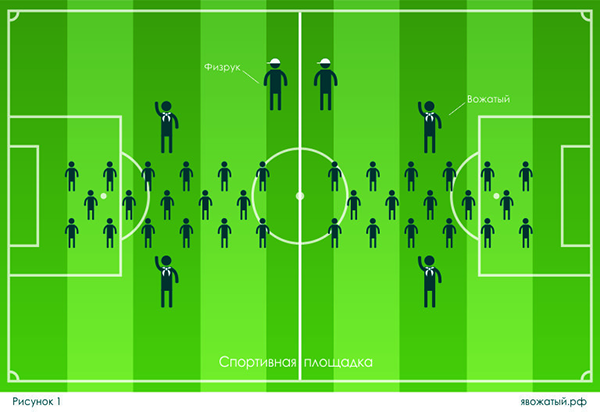 Физрук
Вожатый
Спортивная площадка
Рисунок 1
явожатый.рф